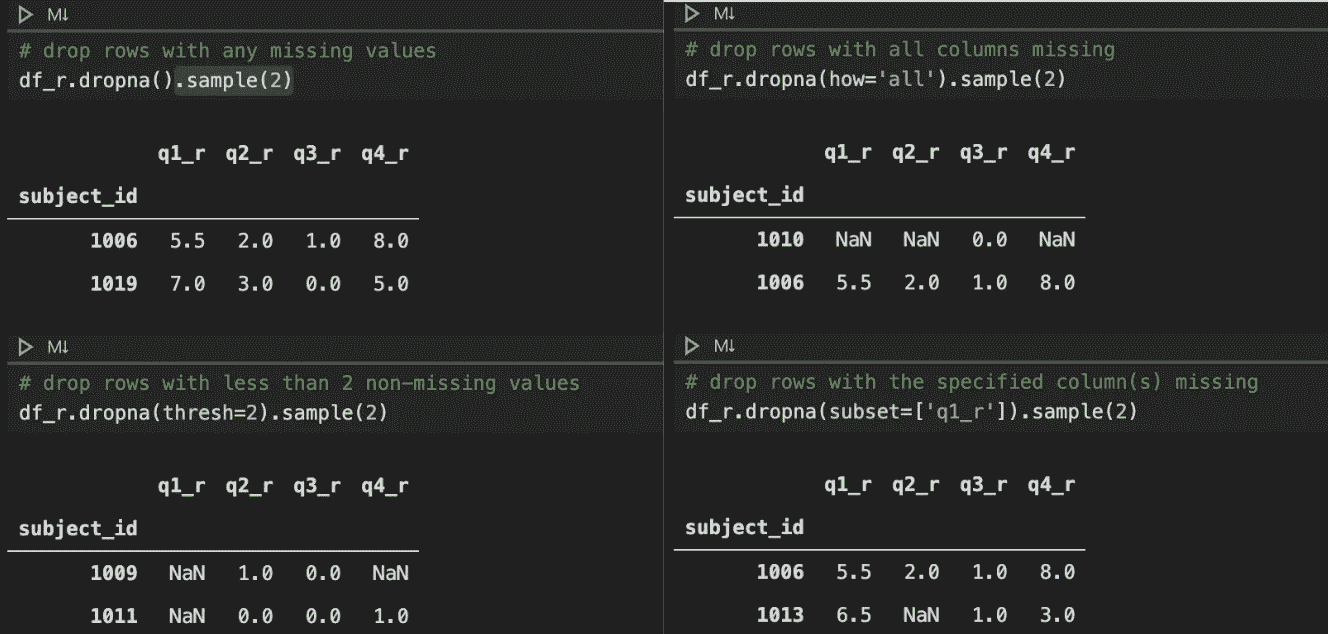 M↓
# drop rows with any missing values
df_r.dropna().sample(2)
q1_r q2_r q3_r q4_r
subject_id
1006 5.5 2.0 1.0 8.0
1019 7.0 3.0 0.0 5.0
M↓
# drop rows with all columns missing
df_r.dropna(how='all').sample(2)
q1_r q2_r q3_r q4_r
subject_id
1010 NaN NaN 0.0 NaN
1006 5.5 2.0 1.0 8.0
M↓
# drop rows with less than 2 non-missing values
df_r.dropna(thresh=2).sample(2)
q1_r q2_r q3_r q4_r
subject_id
1009 NaN 1.0 0.0 NaN
1011 NaN 0.0 0.0 1.0
M↓
# drop rows with the specified column(s) missing
df_r.dropna(subset=['q1_r']).sample(2)
q1_r q2_r q3_r q4_r
subject_id
1006 5.5 2.0 1.0 8.0
1013 6.5 NaN 1.0 3.0